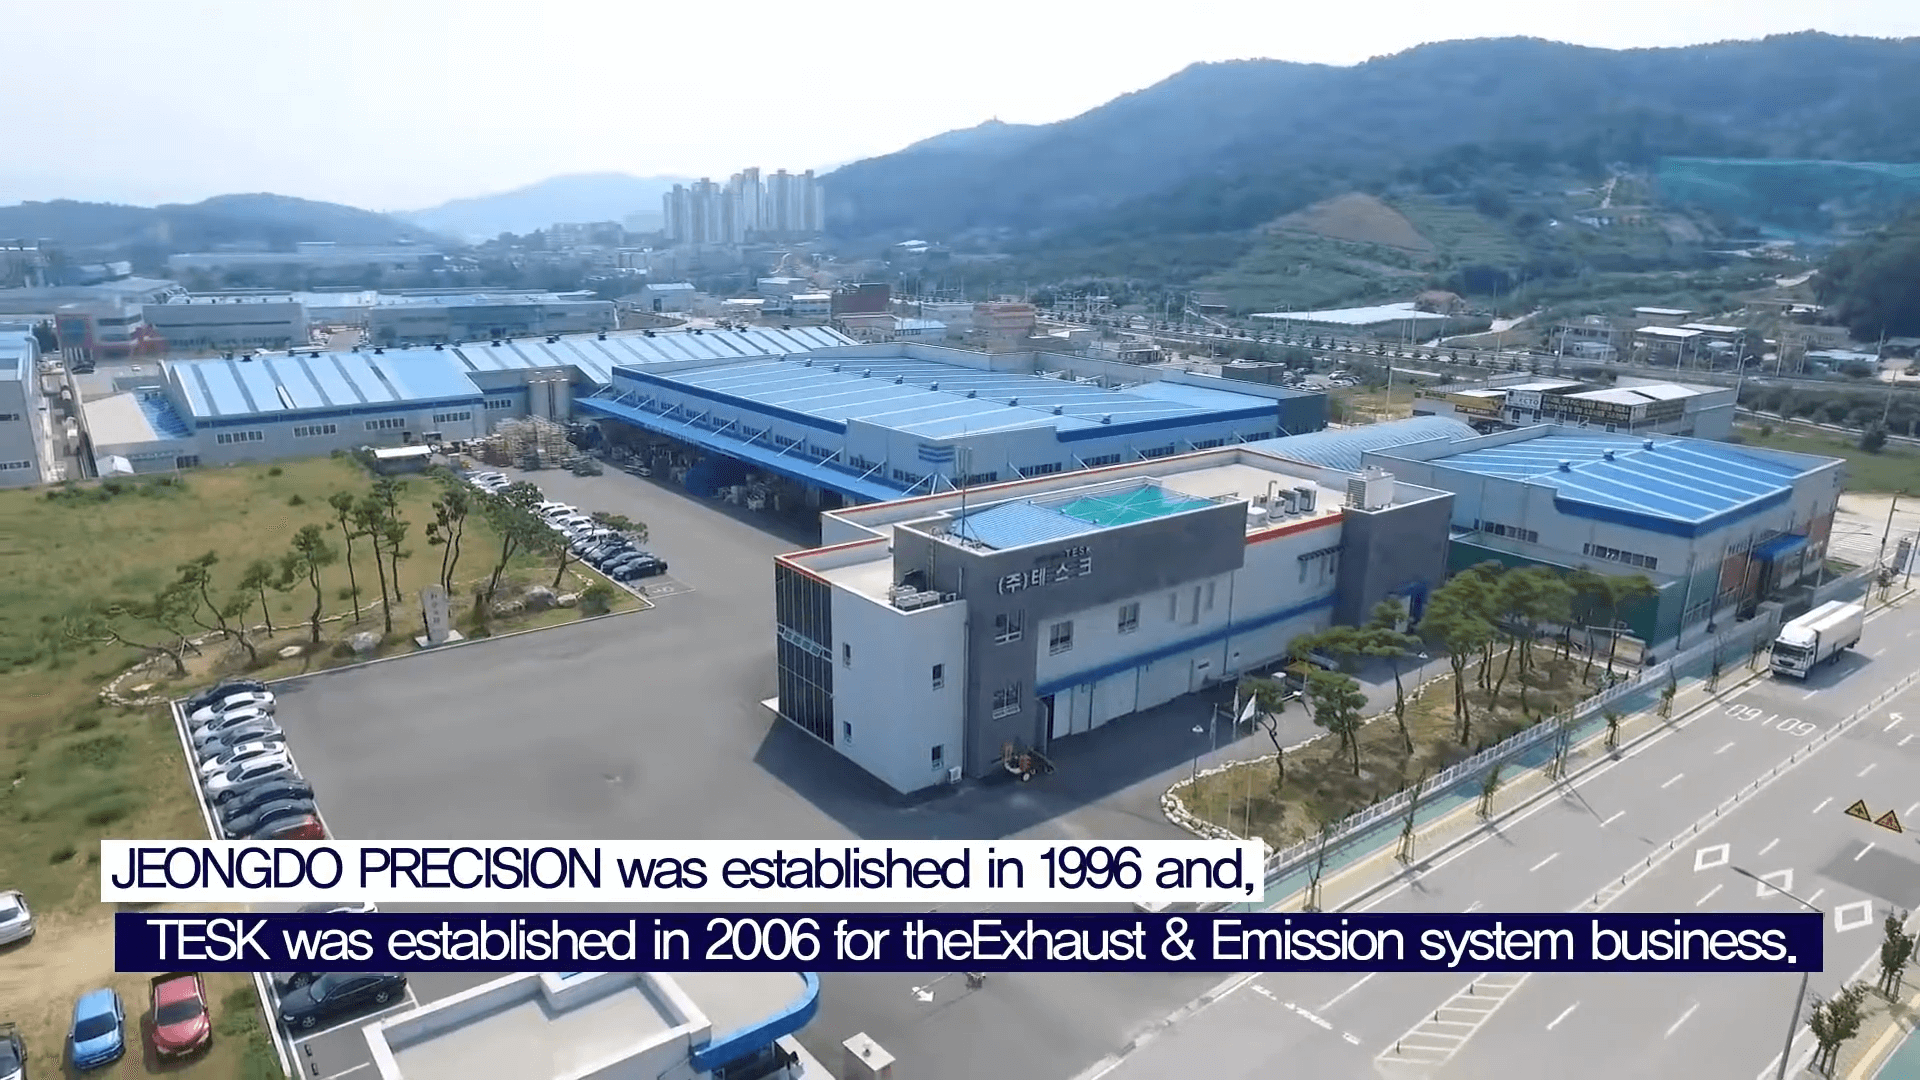 TESK
(주)테스크
JEONGDO PRECISION was established in 1996 and,
TESK was established in 2006 for theExhaust & Emission system business.